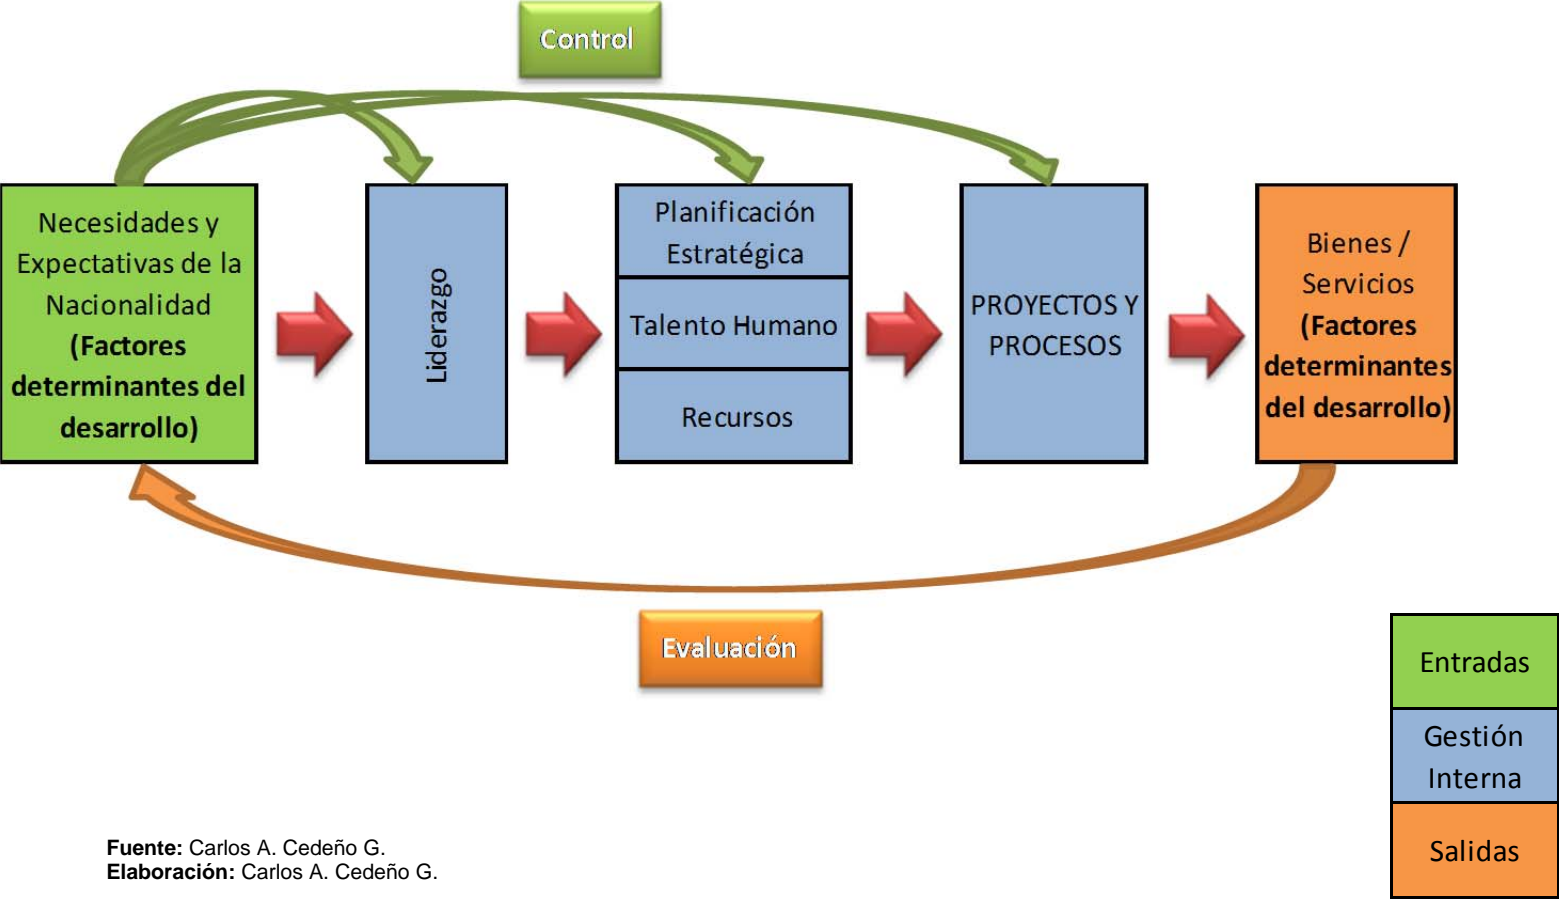 Control
Necesidades y
Expectativas de la
Nacionalidad
(Factores
determinantes del
desarrollo)
Liderazgo
Planificación
Estratégica
Talento Humano
Recursos
PROYECTOS Y
PROCESOS
Bienes /
Servicios
(Factores
determinantes
del desarrollo)
Evaluación
Entradas
Gestión
Interna
Salidas
Fuente: Carlos A. Cedeño G.
Elaboración: Carlos A. Cedeño G.